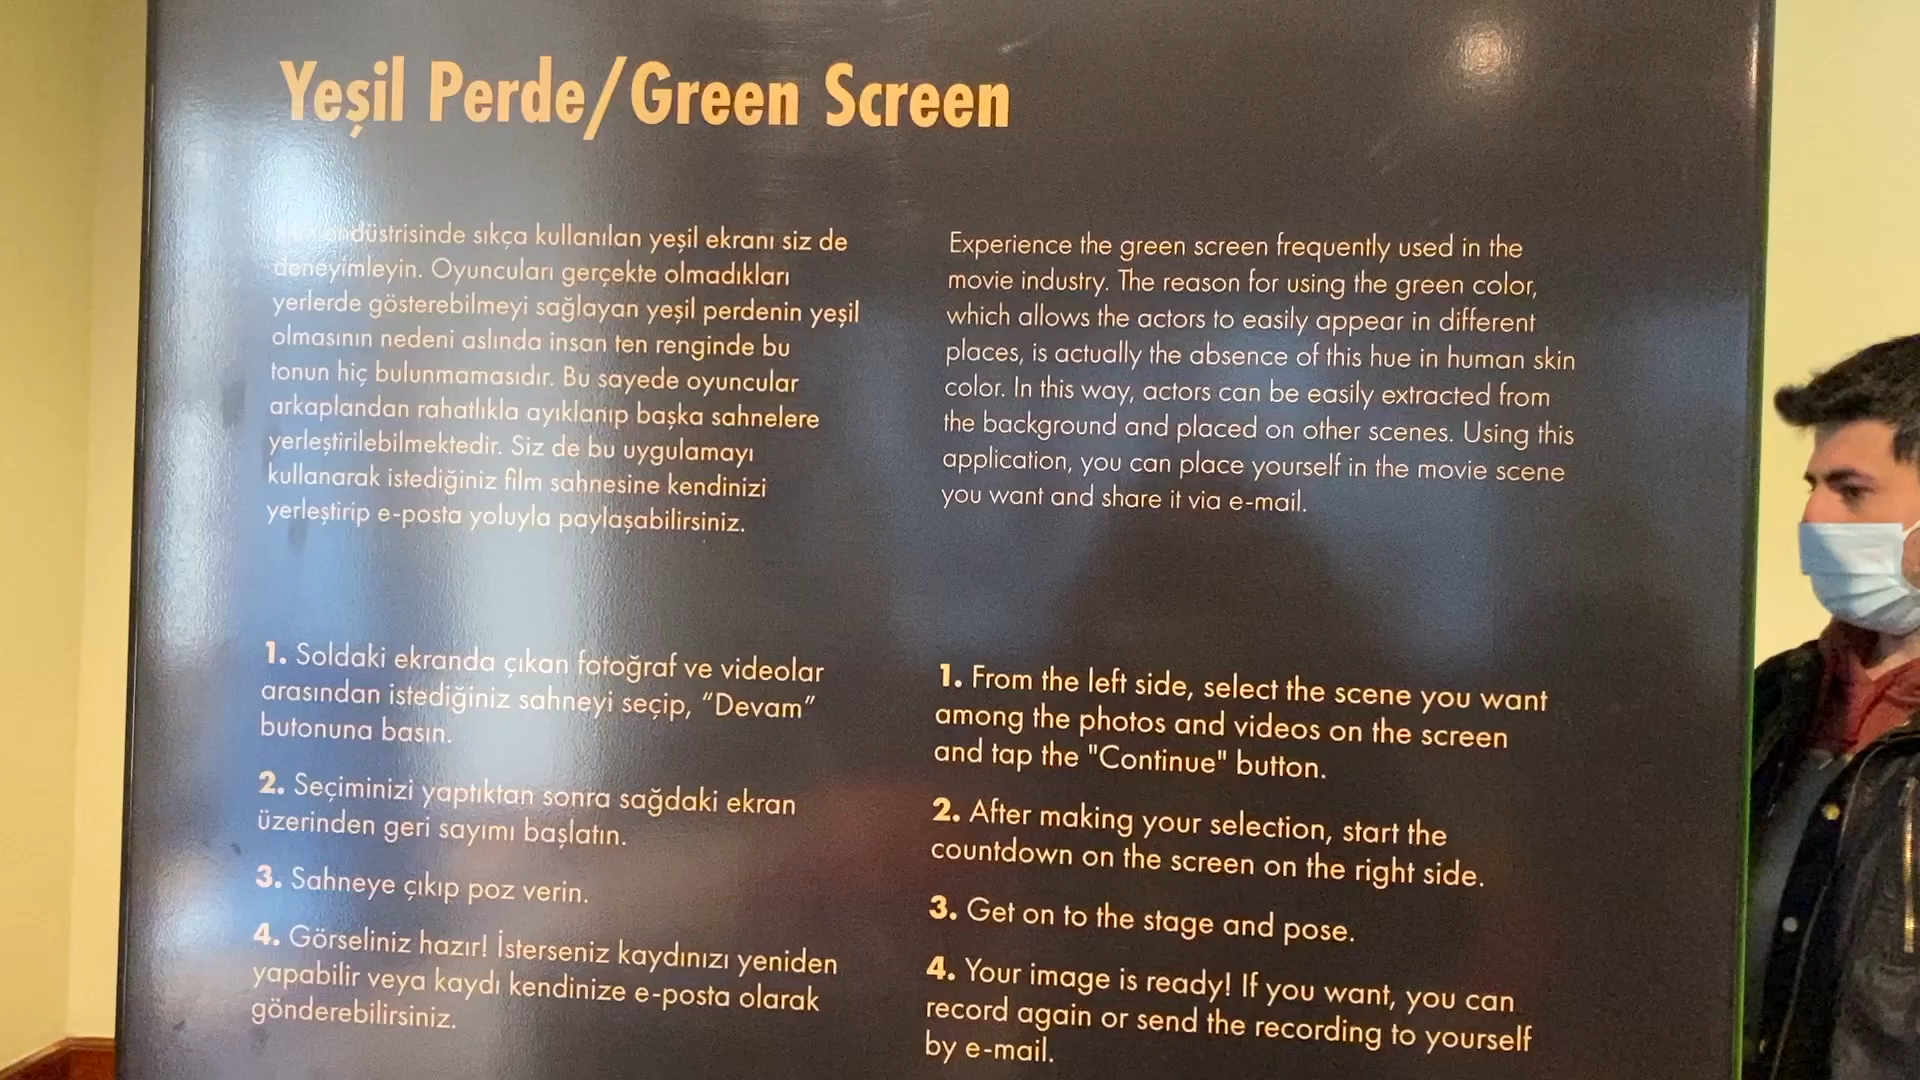 Yeşil Perde/Green Screen
endüstrisinde sıkça kullanılan yeşil ekranı siz de
deneyimleyin. Oyuncuları gerçekte olmadıkları
yerlerde gösterebilmeyi sağlayan yeşil perdenin yeşil
olmasının nedeni aslında insan ten renginde bu
tonun hiç bulunmamasıdır. Bu sayede oyuncular
arkaplandan rahatlıkla ayıklanıp başka sahnelere
yerleştirilebilmektedir. Siz de bu uygulamayı
kullanarak istediğiniz film sahnesine kendinizi
yerleştirip e-posta yoluyla paylaşabilirsiniz.
1. Soldaki ekranda çıkan fotoğraf ve videolar
arasından istediğiniz sahneyi seçip, “Devam”
butonuna basın.
2. Seçiminizi yaptıktan sonra sağdaki ekran
üzerinden geri sayımı başlatın.
3. Sahneye çıkıp poz verin.
4. Görseliniz hazır! İsterseniz kaydınızı yeniden
yapabilir veya kaydı kendinize e-posta olarak
gönderebilirsiniz.
Experience the green screen frequently used in the
movie industry. The reason for using the green color,
which allows the actors to easily appear in different
places, is actually the absence of this hue in human skin
color. In this way, actors can be easily extracted from
the background and placed on other scenes. Using this
application, you can place yourself in the movie scene
you want and share it via e-mail.
1. From the left side, select the scene you want
among the photos and videos on the screen
and tap the "Continue" button.
2. After making your selection, start the
countdown on the screen on the right side.
3. Get on to the stage and pose.
4. Your image is ready! If you want, you can
record again or send the recording to yourself
by e-mail.